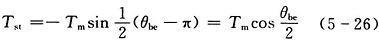 T_st = − T_m sin 1/2 (θ_be − π) = T_m cos θ_be/2 (5-26)